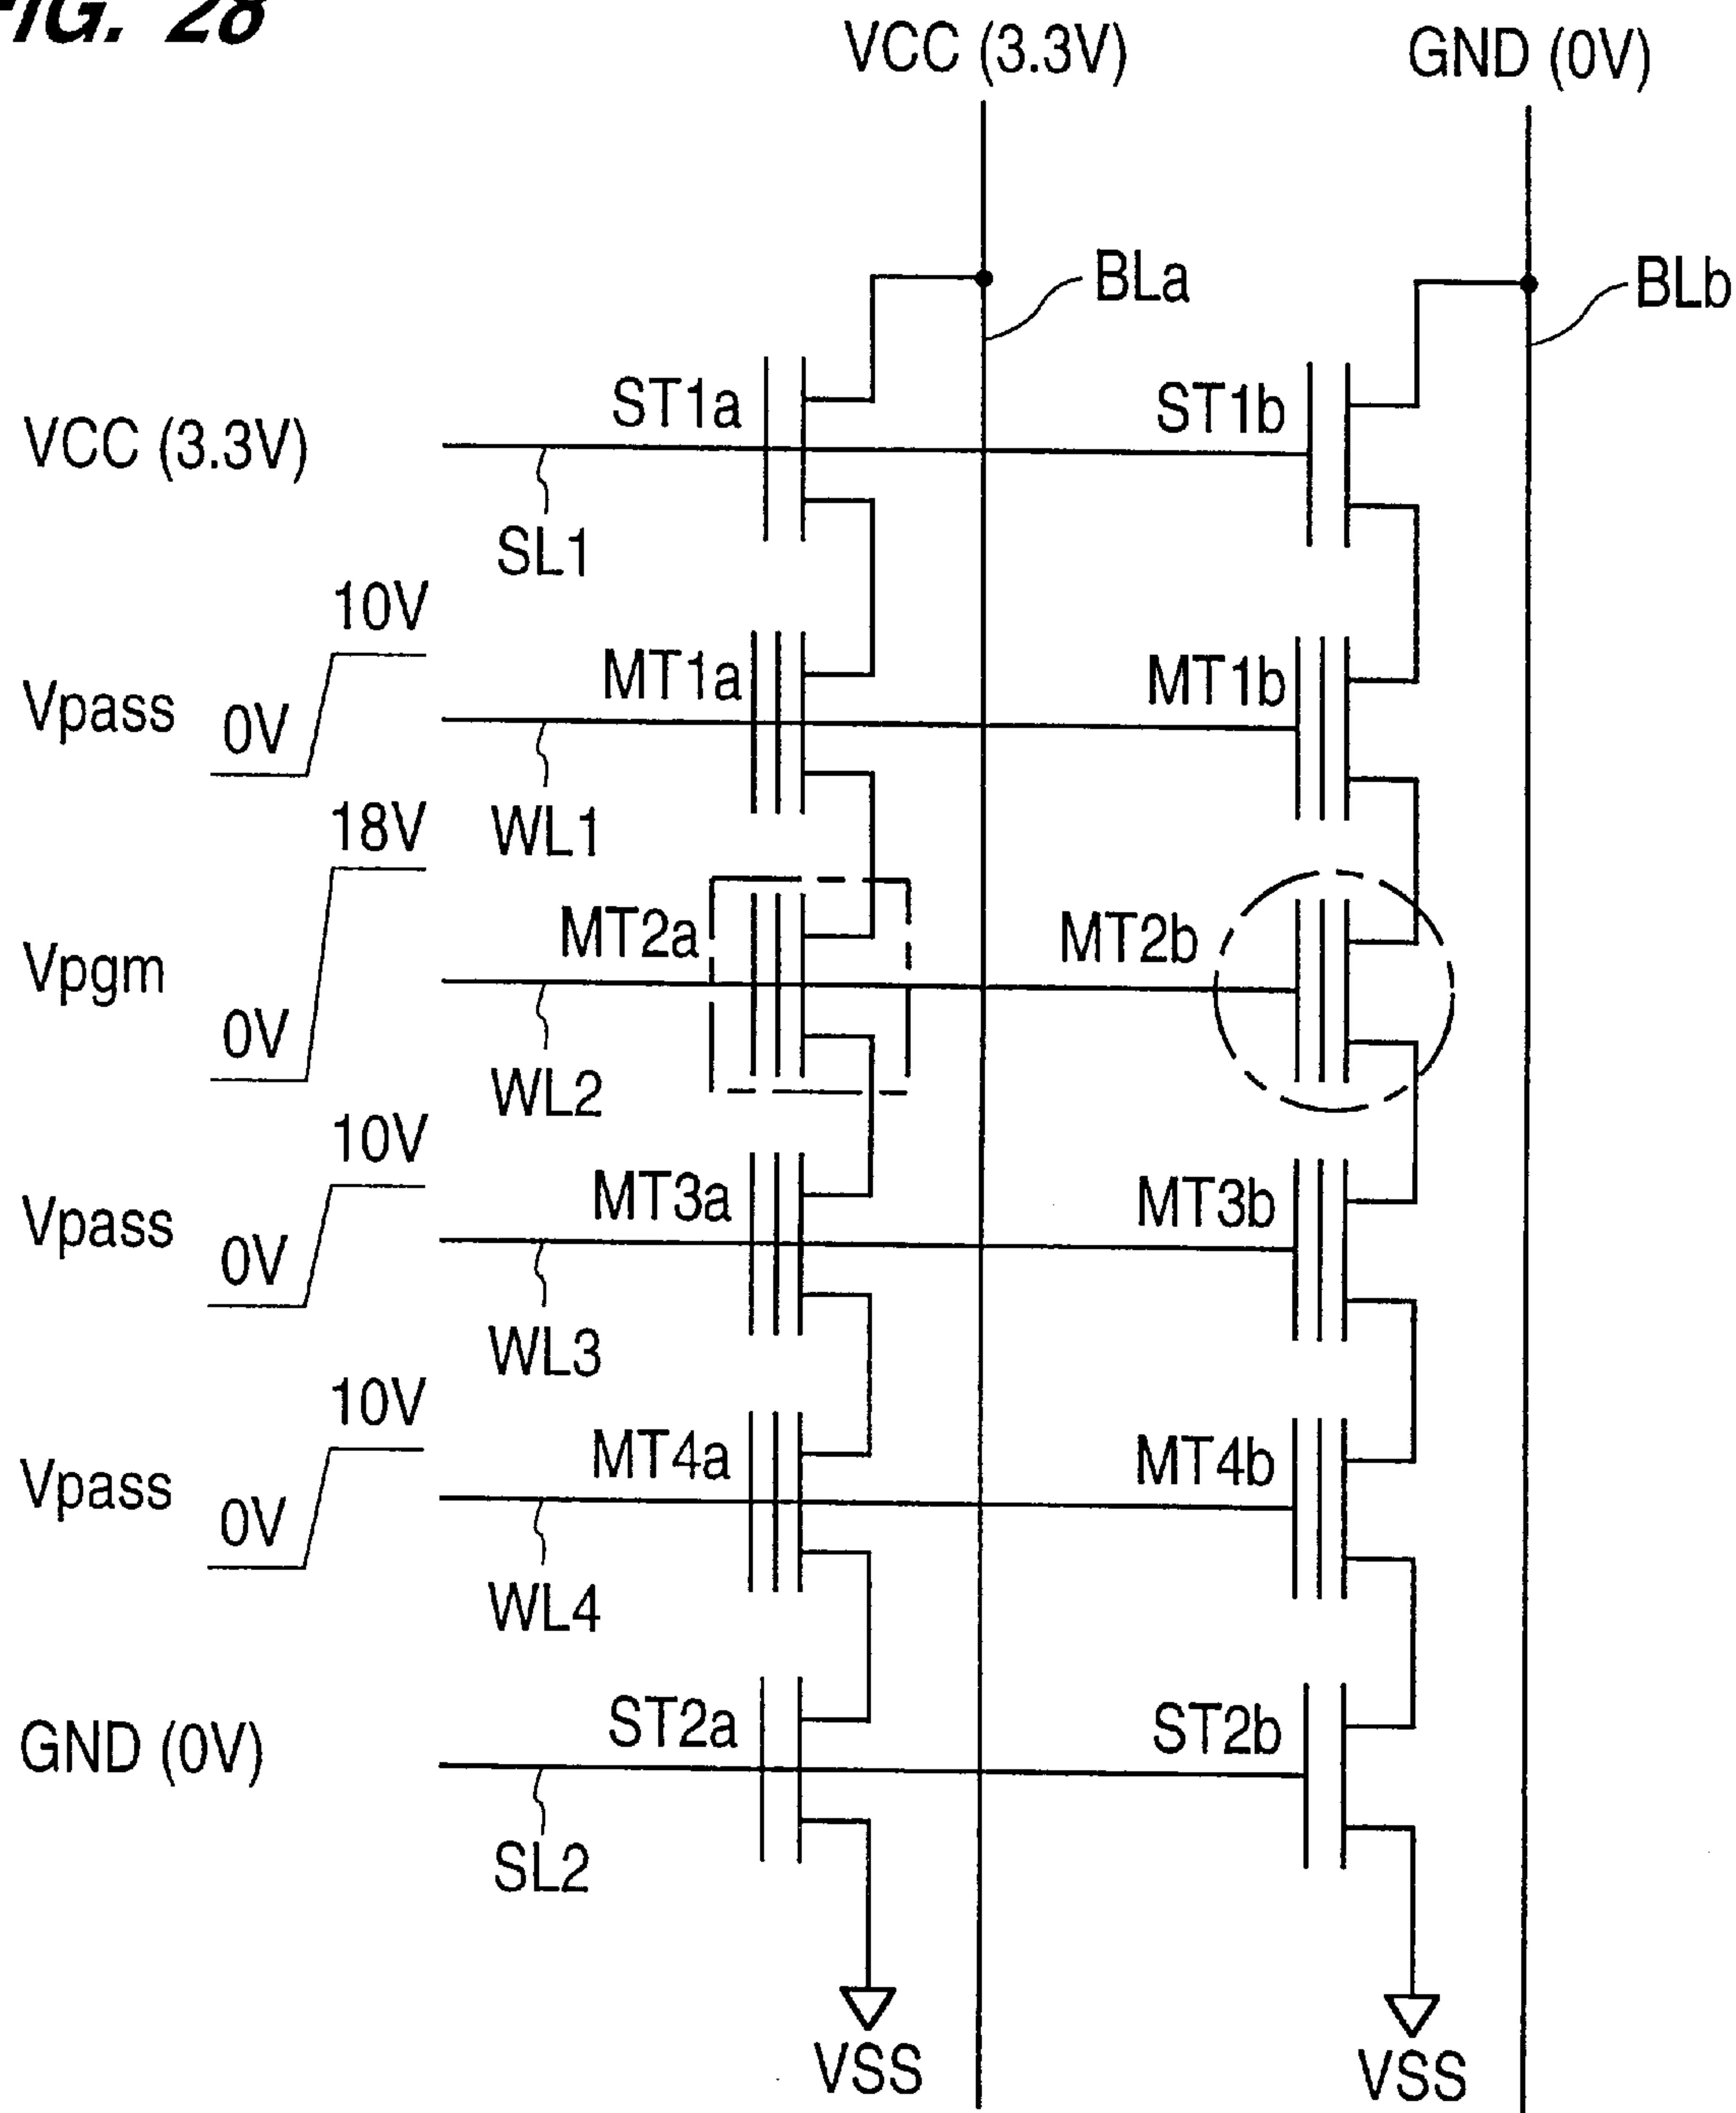 FIG. 28
VCC (3.3V)
GND (0V)
BLa
BLb
ST1a
ST1b
VCC (3.3V)
SL1
10V
Vpass
0V
MT1a
MT1b
WL1
18V
Vpgm
0V
MT2a
MT2b
WL2
10V
Vpass
0V
MT3a
MT3b
WL3
10V
Vpass
0V
MT4a
MT4b
WL4
GND (0V)
ST2a
ST2b
SL2
VSS
VSS